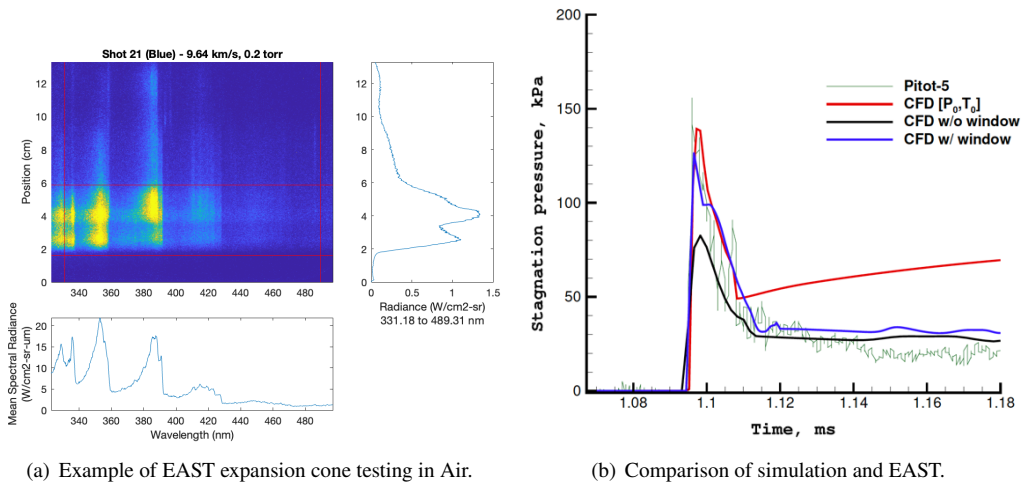 Shot 21 (Blue) - 9.64 km/s, 0.2 torr
Position (cm)
12
10
8
6
4
2
0
340 360 380 400 420 440 460 480
12
10
8
6
4
2
0
0 0.5 1 1.5
Radiance (W/cm2-sr)
331.18 to 489.31 nm
Mean Spectral Radiance
(W/cm2-sr-um)
20
15
10
5
0
340 360 380 400 420 440 460 480
Wavelength (nm)
(a) Example of EAST expansion cone testing in Air.
Stagnation pressure, kPa
200
150
100
50
0
Pitot-5
CFD [P₀,T₀]
CFD w/o window
CFD w/ window
1.08 1.1 1.12 1.14 1.16 1.18
Time, ms
(b) Comparison of simulation and EAST.